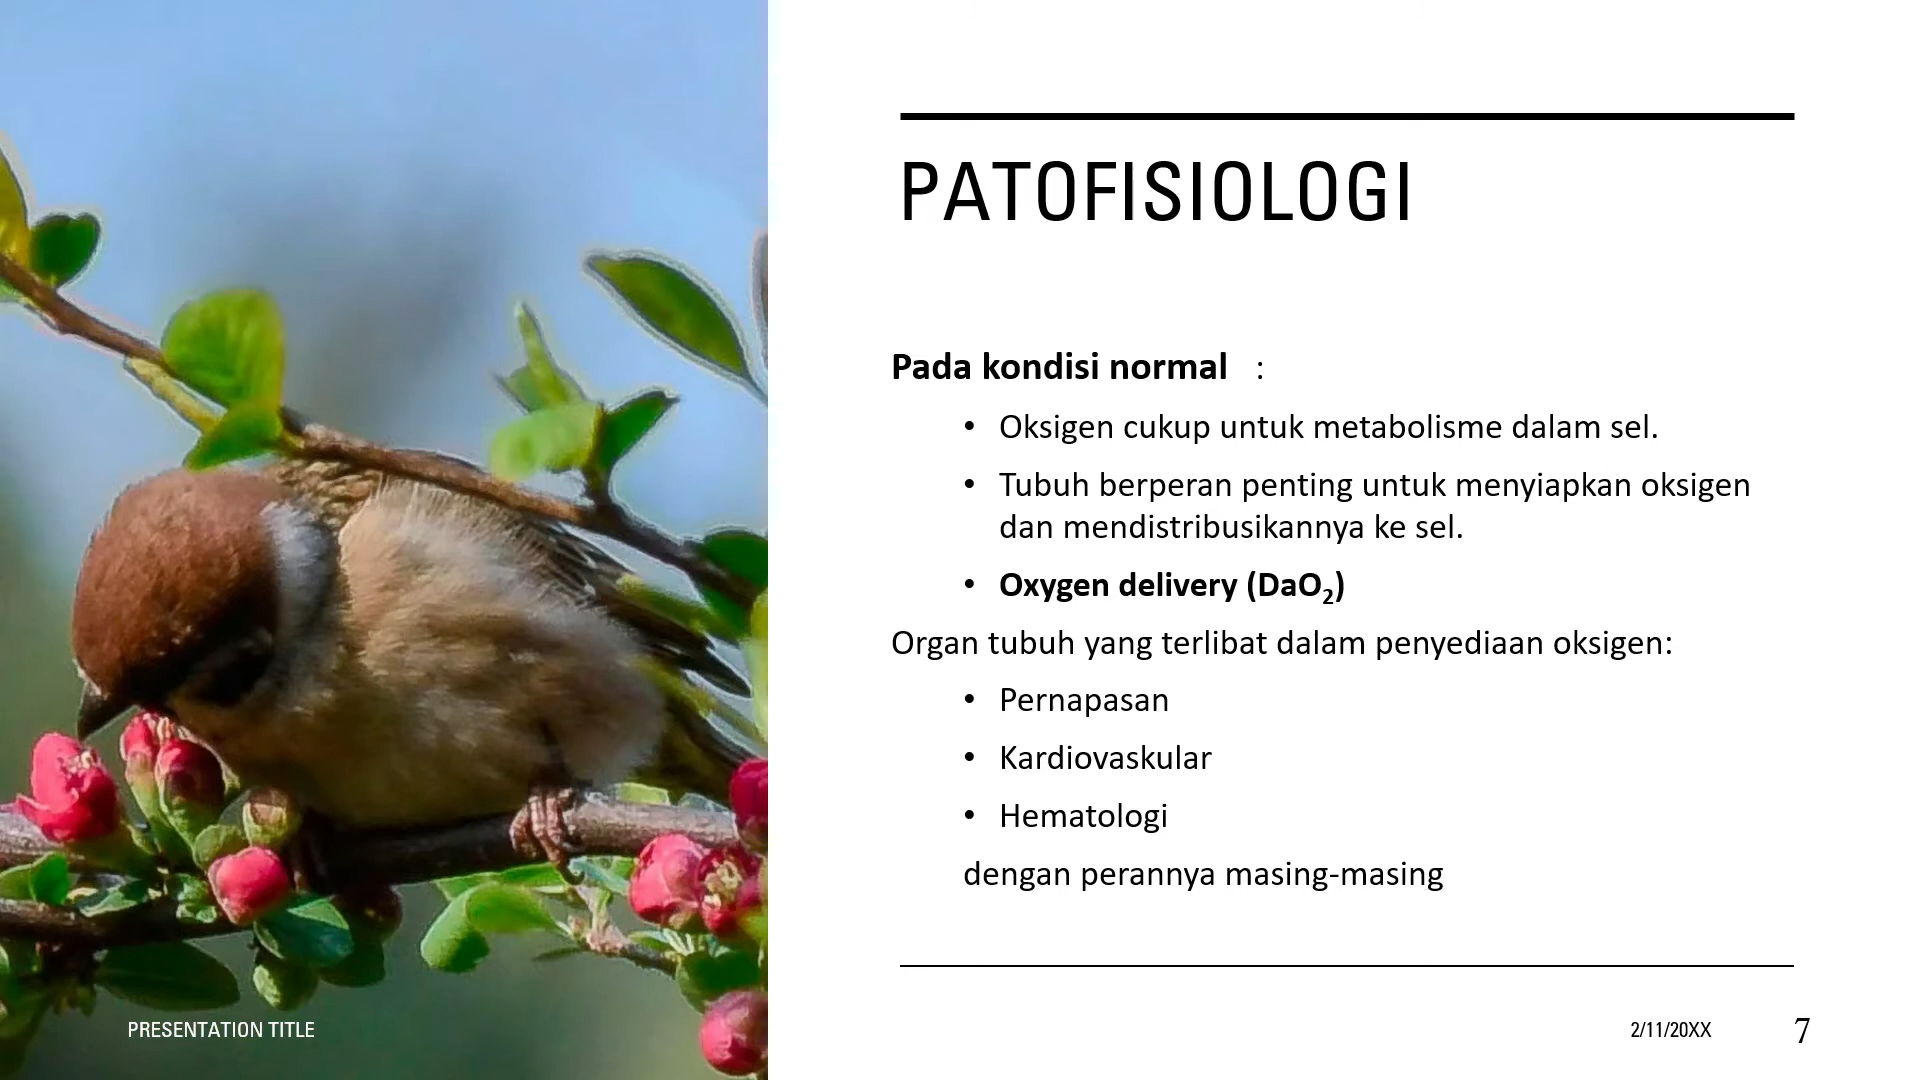 PATOFISIOLOGI
Pada kondisi normal :
• Oksigen cukup untuk metabolisme dalam sel.
• Tubuh berperan penting untuk menyiapkan oksigen
dan mendistribusikannya ke sel.
• Oxygen delivery (DaO₂)
Organ tubuh yang terlibat dalam penyediaan oksigen:
• Pernapasan
• Kardiovaskular
• Hematologi
dengan perannya masing-masing
PRESENTATION TITLE
2/11/20XX
7